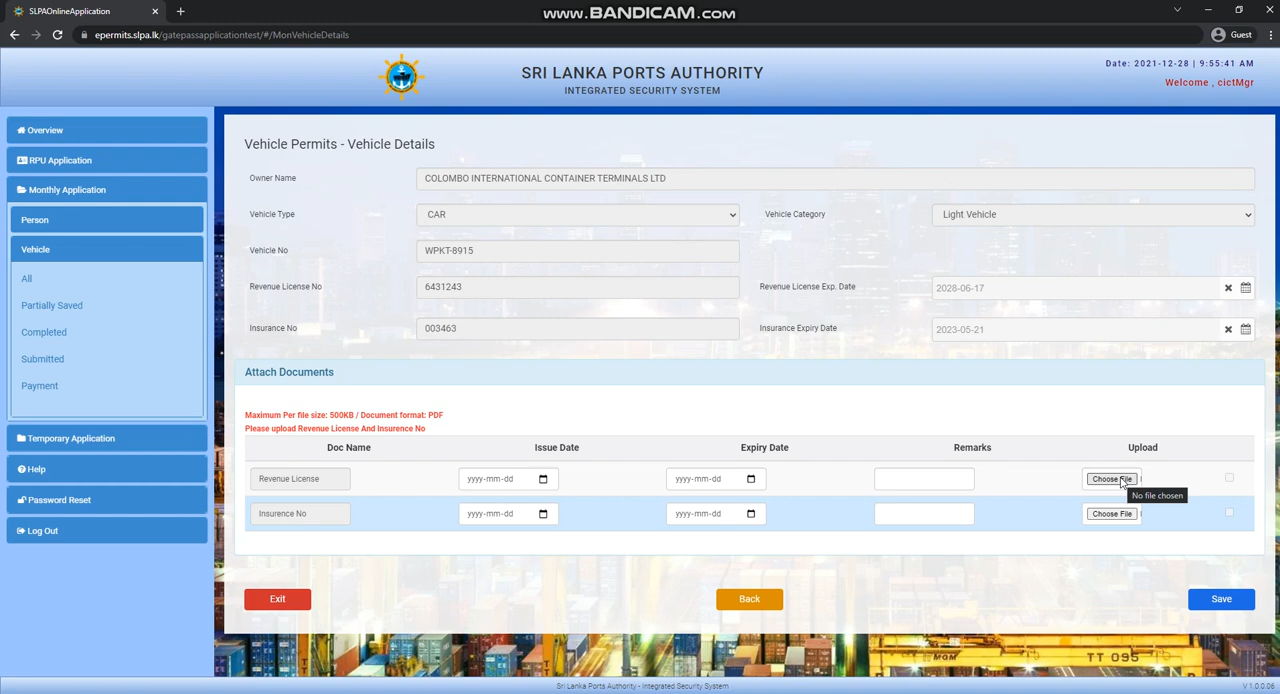 SLPAOnlineApplication
www.BANDICAM.com
epermits.slpa.lk/gatepassapplicationtest/#/MonVehicleDetails
Guest
SRI LANKA PORTS AUTHORITY
INTEGRATED SECURITY SYSTEM
Date: 2021-12-28 | 9:55:41 AM
Welcome , cictMgr
Overview
RPU Application
Monthly Application
Person
Vehicle
All
Partially Saved
Completed
Submitted
Payment
Temporary Application
Help
Password Reset
Log Out
Vehicle Permits - Vehicle Details
Owner Name COLOMBO INTERNATIONAL CONTAINER TERMINALS LTD
Vehicle Type CAR Vehicle Category Light Vehicle
Vehicle No WPKT-8915
Revenue License No 6431243 Revenue License Exp. Date 2028-06-17
Insurance No 003463 Insurance Expiry Date 2023-05-21
Attach Documents
Maximum Per file size: 500KB / Document format: PDF
Please upload Revenue License And Insurence No
Doc Name Issue Date Expiry Date Remarks Upload
Revenue License yyyy-mm-dd yyyy-mm-dd Choose File
No file chosen
Insurence No yyyy-mm-dd yyyy-mm-dd Choose File
Exit Back Save
MGM TT 095
Sri Lanka Ports Authority - Integrated Security System
V 1.0.0.06